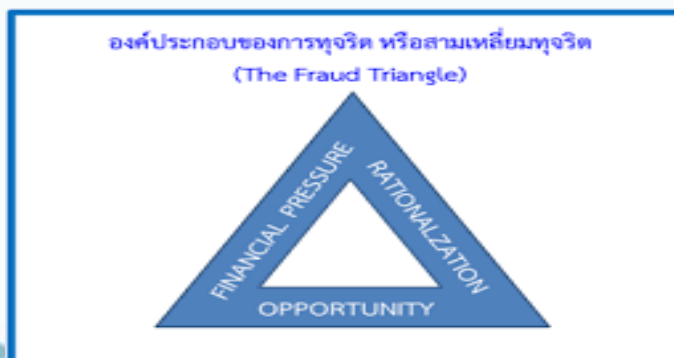 องค์ประกอบของการทุจริต หรือสามเหลี่ยมทุจริต
(The Fraud Triangle)
FINANCIAL PRESSURE
RATIONALZATION
OPPORTUNITY